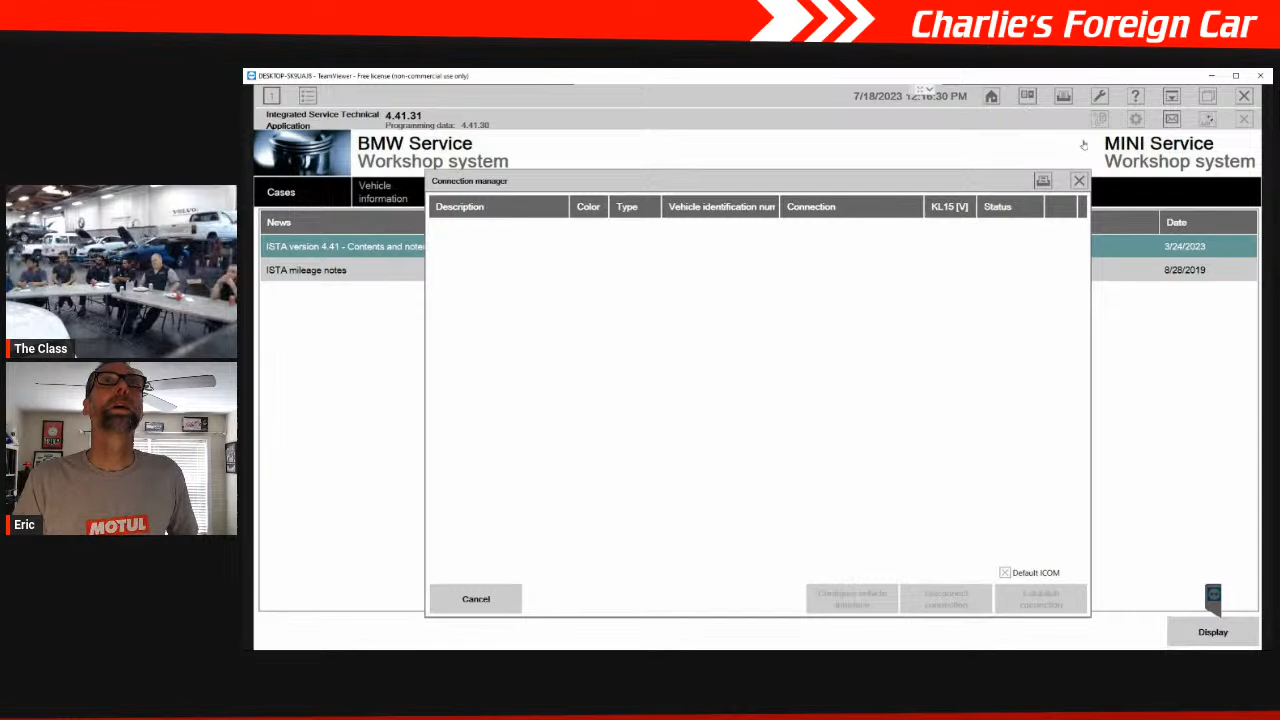 Charlie's Foreign Car
DESKTOP-SK9UAJ8 - TeamViewer - Free license (non-commercial use only)
1
7/18/2023 12:16:30 PM
?
Integrated Service Technical Application
4.41.31
Programming data: 4.41.30
BMW Service
Workshop system
MINI Service
Workshop system
Cases
Vehicle information
Connection manager
Description
Color
Type
Vehicle identification num
Connection
KL15 [V]
Status
News
Date
ISTA version 4.41 - Contents and note
3/24/2023
ISTA mileage notes
8/28/2019
VOLVO
The Class
MOTUL
Eric
Default ICOM
Cancel
Display